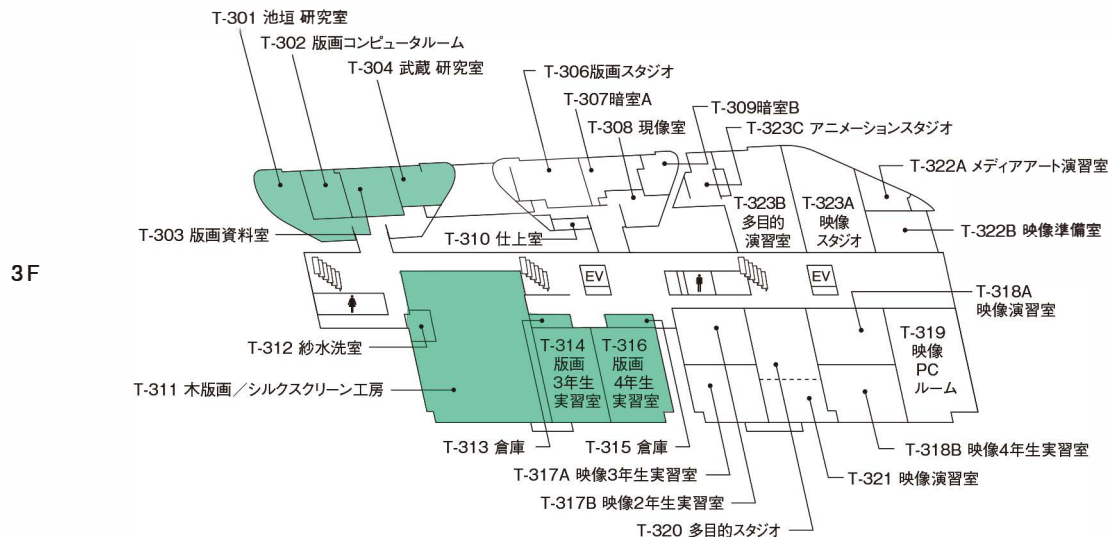 T-301 池垣 研究室
T-302 版画コンピュータルーム
T-304 武蔵 研究室
T-306版画スタジオ
T-307暗室A
T-308 現像室
T-309暗室B
T-323C アニメーションスタジオ
T-322A メディアアート演習室
T-323B
多目的
演習室
T-323A
映像
スタジオ
T-303 版画資料室
T-310 仕上室
T-322B 映像準備室
3F
EV
EV
T-318A
映像演習室
T-312 紗水洗室
T-314
版画
3年生
実習室
T-316
版画
4年生
実習室
T-319
映像
PC
ルーム
T-311 木版画／シルクスクリーン工房
T-313 倉庫
T-315 倉庫
T-318B 映像4年生実習室
T-317A 映像3年生実習室
T-321 映像演習室
T-317B 映像2年生実習室
T-320 多目的スタジオ